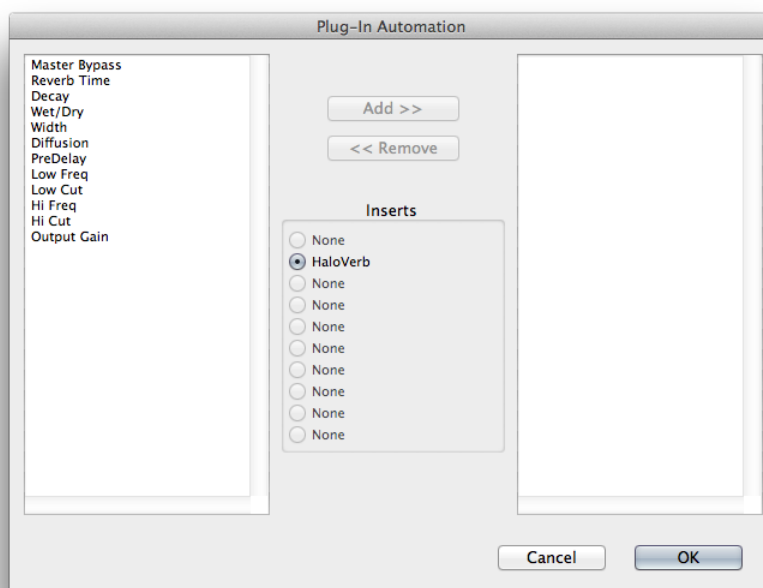 Plug-In Automation
Master Bypass
Reverb Time
Decay
Wet/Dry
Width
Diffusion
PreDelay
Low Freq
Low Cut
Hi Freq
Hi Cut
Output Gain
Add >>
<< Remove
Inserts
None
HaloVerb
None
None
None
None
None
None
None
None
Cancel
OK